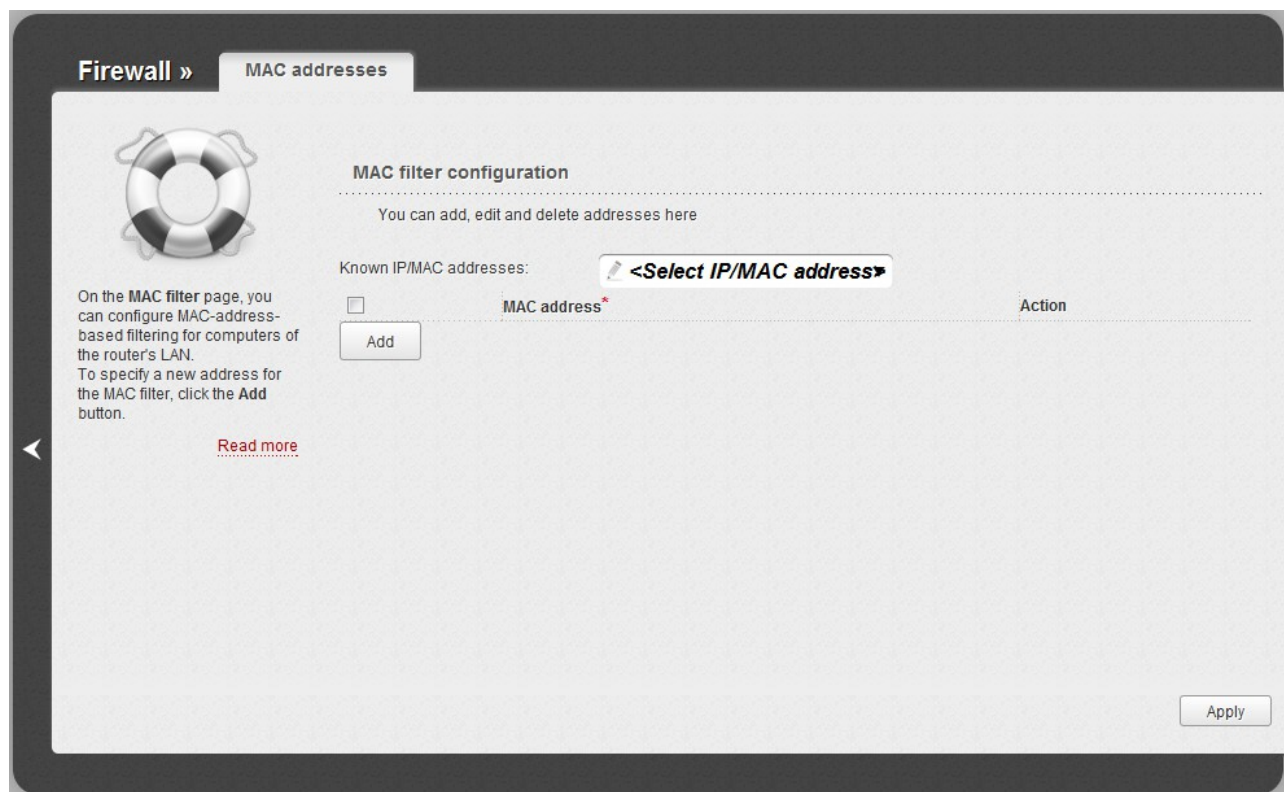 Firewall »
MAC addresses
On the MAC filter page, you
can configure MAC-address-
based filtering for computers of
the router's LAN.
To specify a new address for
the MAC filter, click the Add
button.
Read more
MAC filter configuration
You can add, edit and delete addresses here
Known IP/MAC addresses:
<Select IP/MAC address>
MAC address*
Action
Add
Apply